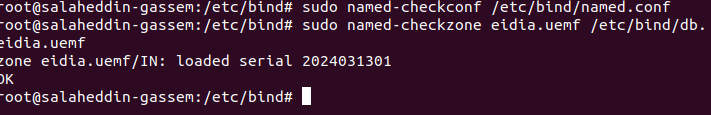 root@salaheddin-gassem:/etc/bind# sudo named-checkconf /etc/bind/named.conf
root@salaheddin-gassem:/etc/bind# sudo named-checkzone eidia.uemf /etc/bind/db.
eidia.uemf
zone eidia.uemf/IN: loaded serial 2024031301
OK
root@salaheddin-gassem:/etc/bind#